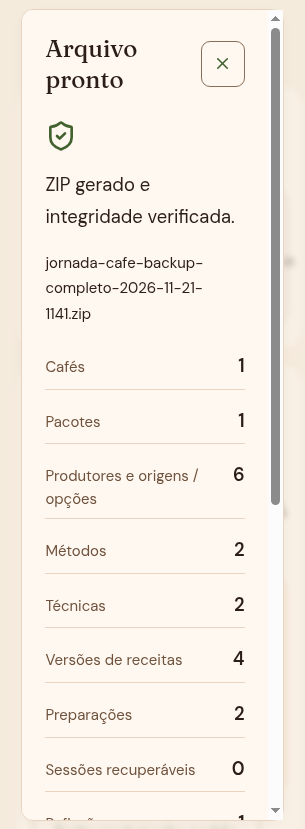 Arquivo
pronto
ZIP gerado e
integridade verificada.
jornada-cafe-backup-
completo-2026-11-21-
1141.zip
Cafés 1
Pacotes 1
Produtores e origens / 6
opções
Métodos 2
Técnicas 2
Versões de receitas 4
Preparações 2
Sessões recuperáveis 0